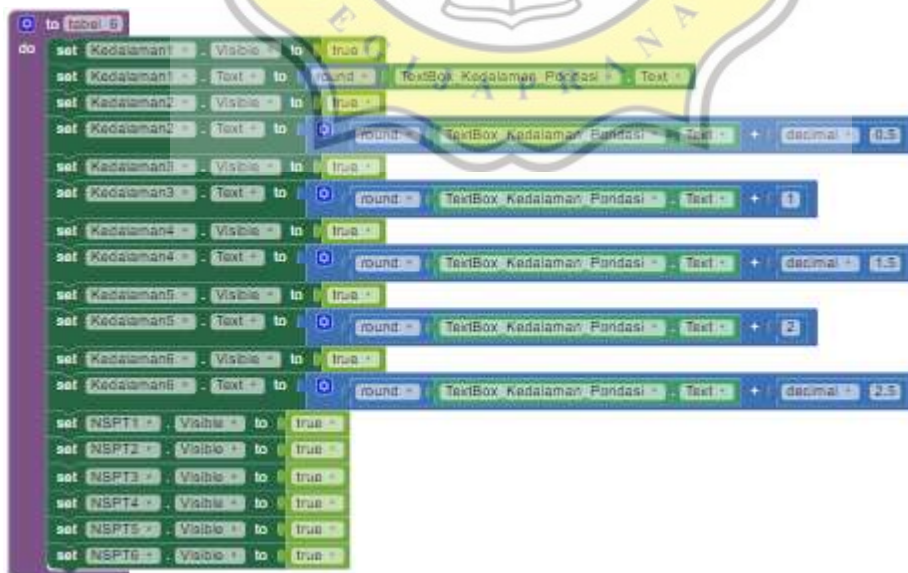 to tabel 6
do set Kedalaman1 . Visible to true
set Kedalaman1 . Text to round TextBox_Kedalaman_Pondasi . Text
set Kedalaman2 . Visible to true
set Kedalaman2 . Text to round TextBox_Kedalaman_Pondasi . Text + decimal 0.5
set Kedalaman3 . Visible to true
set Kedalaman3 . Text to round TextBox_Kedalaman_Pondasi . Text + 1
set Kedalaman4 . Visible to true
set Kedalaman4 . Text to round TextBox_Kedalaman_Pondasi . Text + decimal 1.5
set Kedalaman5 . Visible to true
set Kedalaman5 . Text to round TextBox_Kedalaman_Pondasi . Text + 2
set Kedalaman6 . Visible to true
set Kedalaman6 . Text to round TextBox_Kedalaman_Pondasi . Text + decimal 2.5
set NSPT1 . Visible to true
set NSPT2 . Visible to true
set NSPT3 . Visible to true
set NSPT4 . Visible to true
set NSPT5 . Visible to true
set NSPT6 . Visible to true
GIJAPRANA